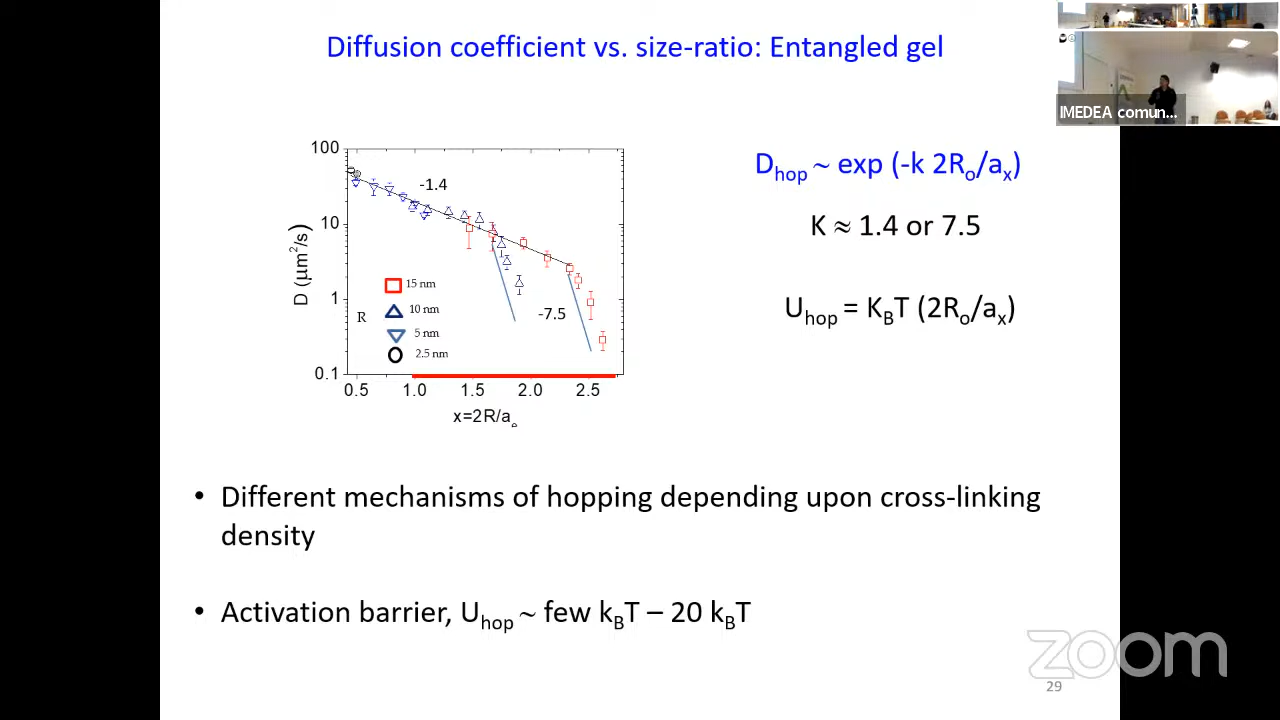 Diffusion coefficient vs. size-ratio: Entangled gel
IMEDEA comun...
100
10
1
0.1
D (μm²/s)
-1.4
-7.5
R
15 nm
10 nm
5 nm
2.5 nm
0.5 1.0 1.5 2.0 2.5
x=2R/aₑ
D_hop ~ exp (-k 2R_o/a_x)
K ≈ 1.4 or 7.5
U_hop = K_BT (2R_o/a_x)
• Different mechanisms of hopping depending upon cross-linking
density
• Activation barrier, U_hop ~ few k_BT – 20 k_BT
zoom
29